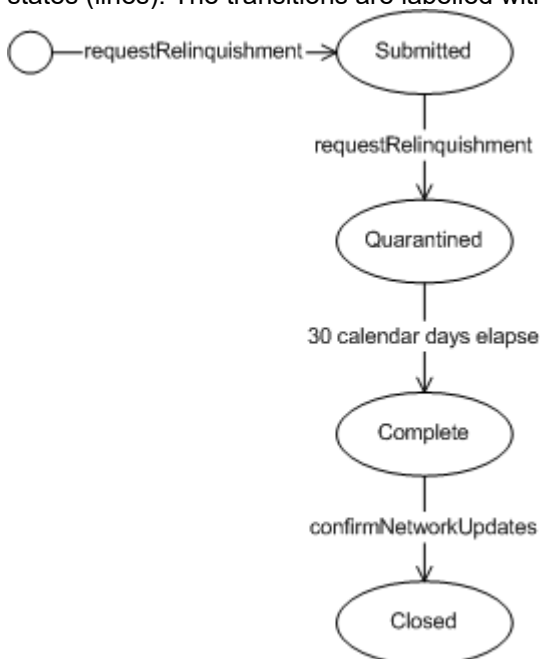 states (lines). The transitions are labelled with
requestRelinquishment
Submitted
requestRelinquishment
Quarantined
30 calendar days elapse
Complete
confirmNetworkUpdates
Closed